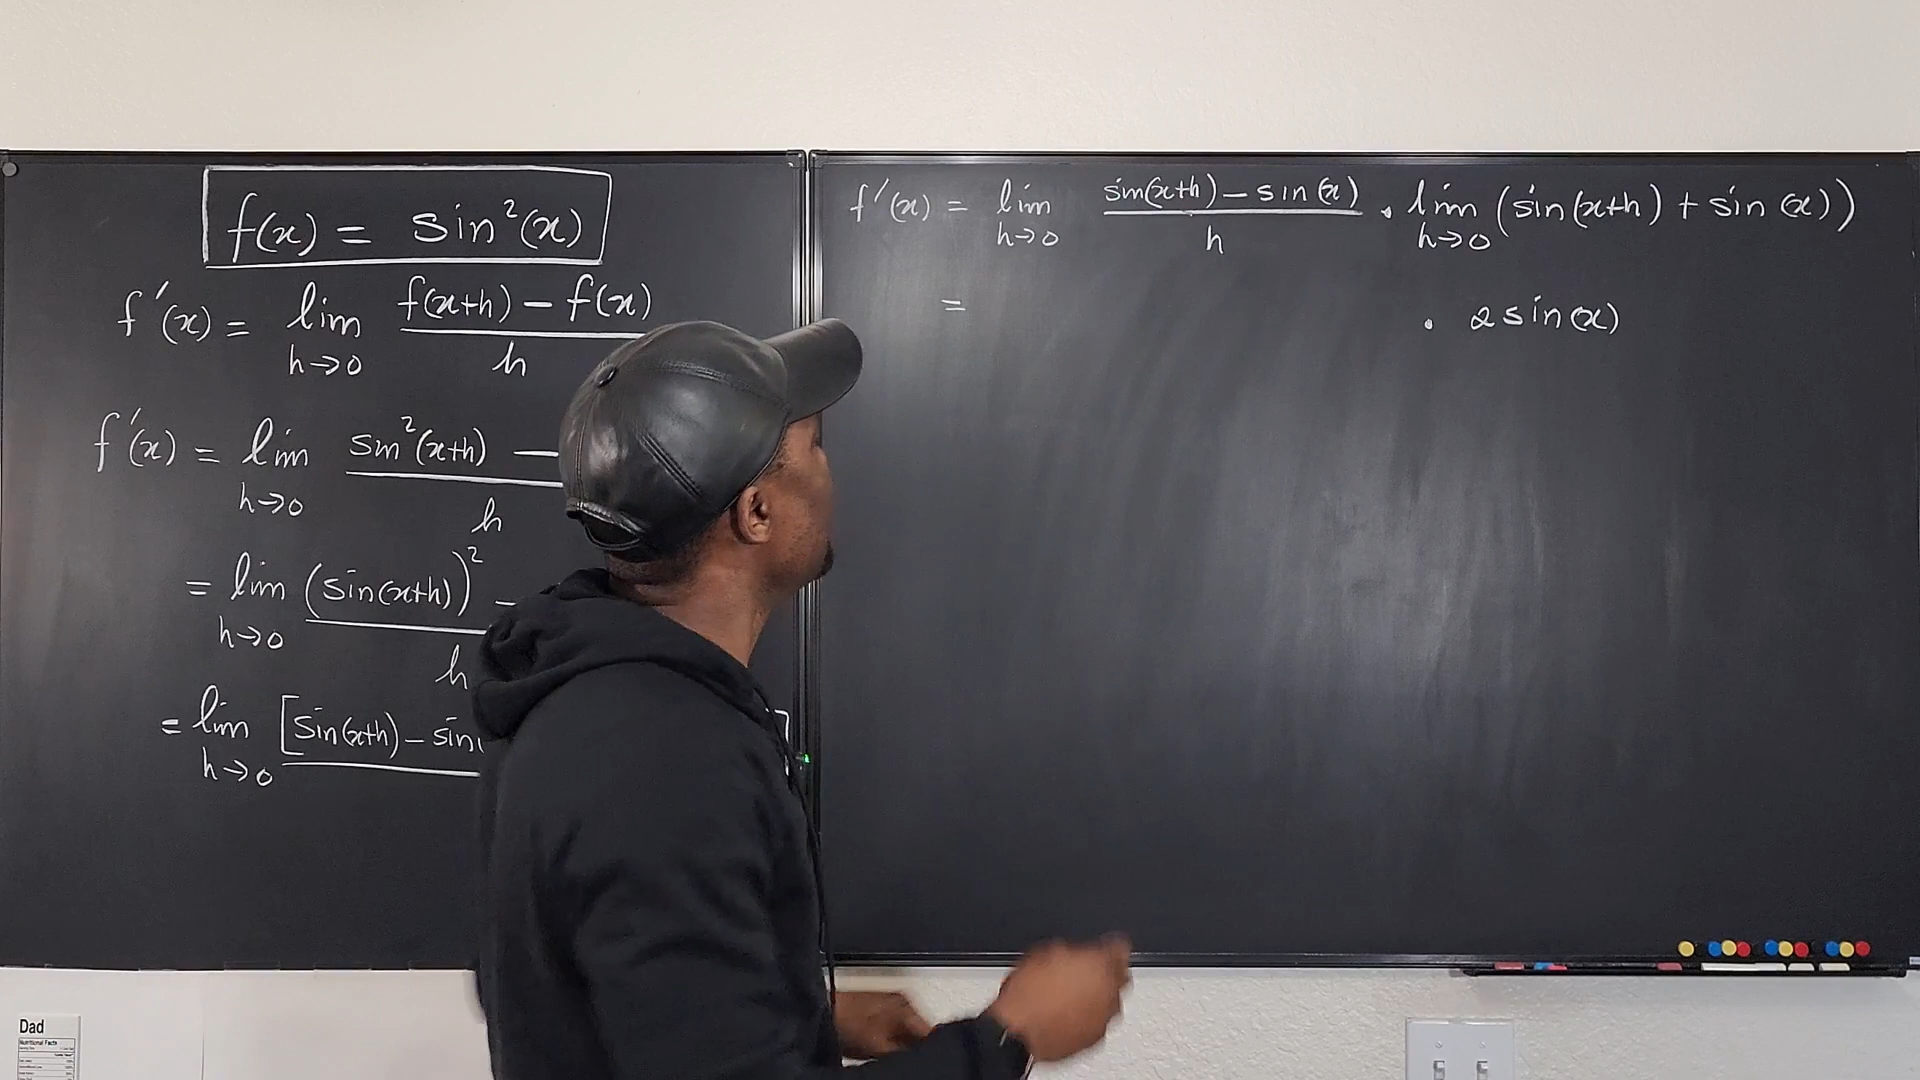 f(x) = sin²(x)
f'(x) = lim h→0 f(x+h) − f(x) / h
f'(x) = lim h→0 sin²(x+h) − / h
= lim h→0 (sin(x+h))² − / h
= lim h→0 [sin(x+h) − sin(
f'(x) = lim h→0 sin(x+h) − sin(x) / h · lim h→0 (sin(x+h) + sin(x))
= · 2sin(x)
Dad
Nutritional Facts